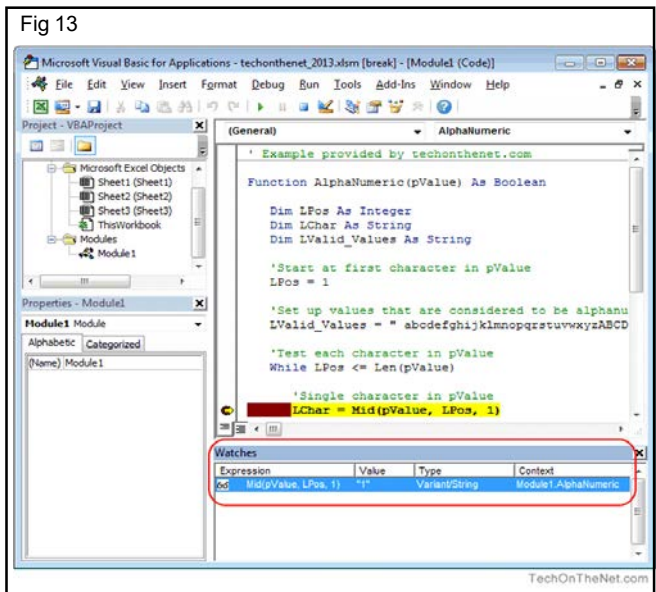 Fig 13
Microsoft Visual Basic for Applications - techonthenet_2013.xlsm [break] - [Module1 (Code)]
File Edit View Insert Format Debug Run Tools Add-Ins Window Help
Project - VBAProject
(General) AlphaNumeric
Microsoft Excel Objects
Sheet1 (Sheet1)
Sheet2 (Sheet2)
Sheet3 (Sheet3)
ThisWorkbook
Modules
Module1
' Example provided by techonthenet.com
Function AlphaNumeric(pValue) As Boolean
Dim LPos As Integer
Dim LChar As String
Dim LValid_Values As String
'Start at first character in pValue
LPos = 1
'Set up values that are considered to be alphanu
LValid_Values = " abcdefghijklmnopqrstuvwxyzABCD
'Test each character in pValue
While LPos <= Len(pValue)
'Single character in pValue
LChar = Mid(pValue, LPos, 1)
Properties - Module1
Module1 Module
Alphabetic Categorized
(Name) Module1
Watches
Expression Value Type Context
Mid(pValue, LPos, 1) Variant/String Module1.AlphaNumeric
TechOnTheNet.com